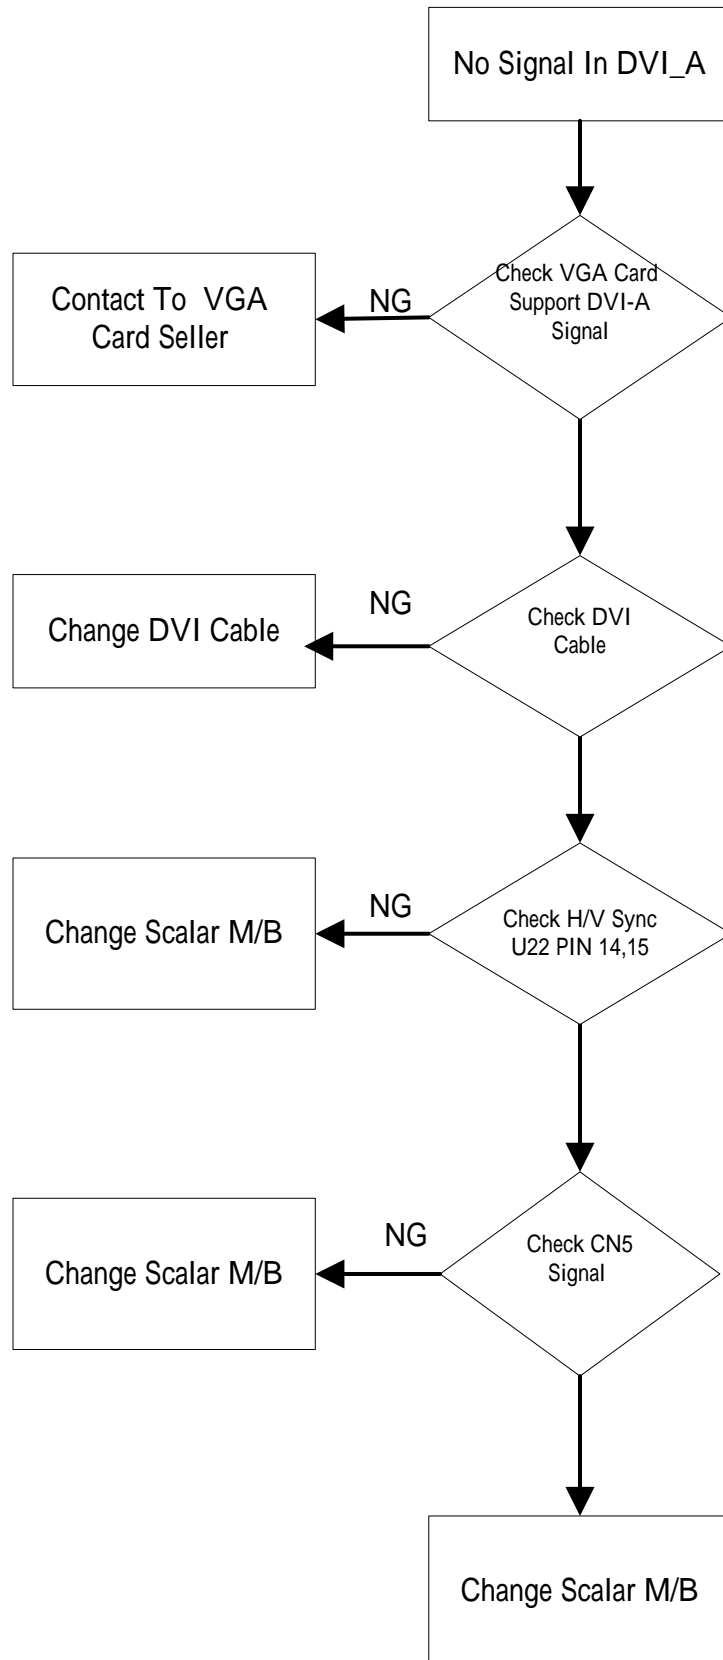 No Signal In DVI_A
Check VGA Card
Support DVI-A
Signal
NG
Contact To VGA
Card Seller
Check DVI
Cable
NG
Change DVI Cable
Check H/V Sync
U22 PIN 14,15
NG
Change Scalar M/B
Check CN5
Signal
NG
Change Scalar M/B
Change Scalar M/B